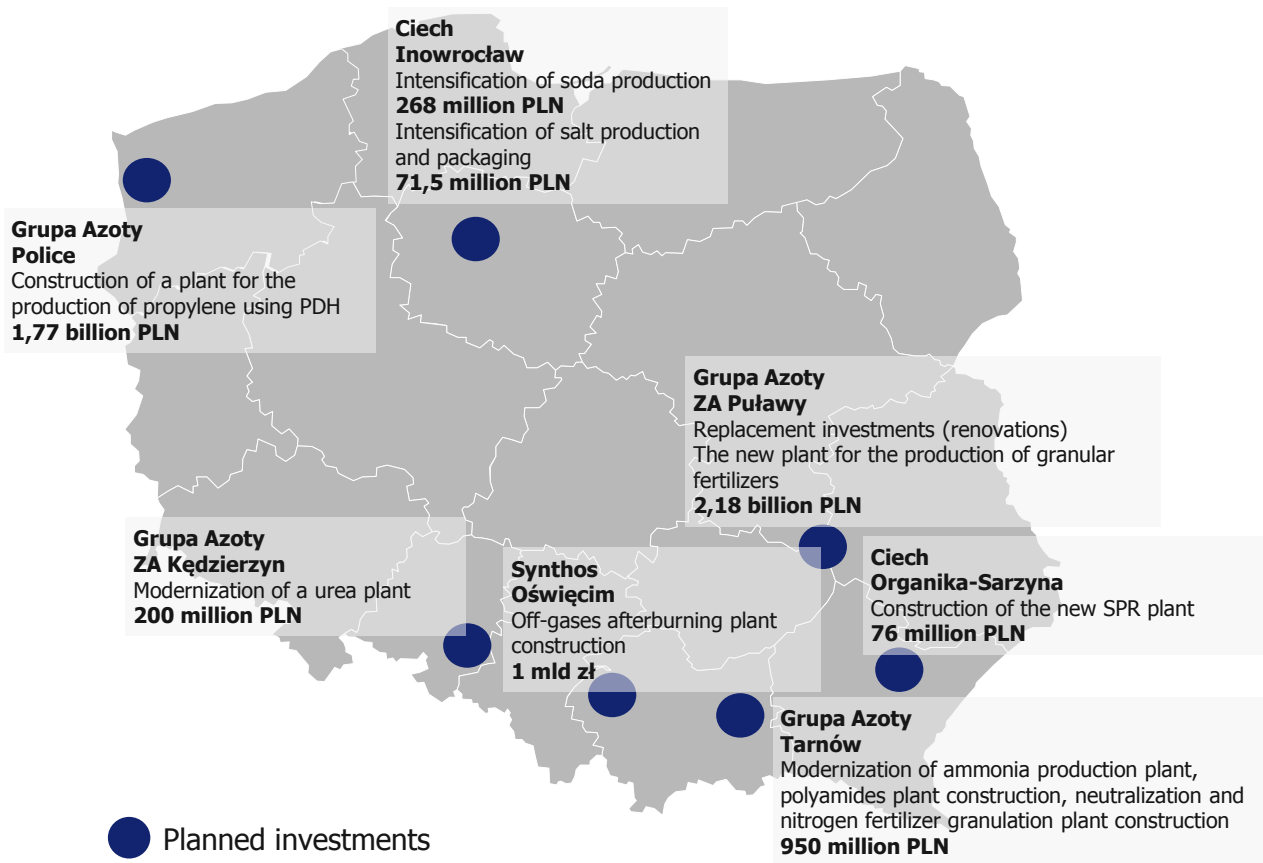 Ciech
Inowrocław
Intensification of soda production
268 million PLN
Intensification of salt production
and packaging
71,5 million PLN
Grupa Azoty
Police
Construction of a plant for the
production of propylene using PDH
1,77 billion PLN
Grupa Azoty
ZA Puławy
Replacement investments (renovations)
The new plant for the production of granular
fertilizers
2,18 billion PLN
Grupa Azoty
ZA Kędzierzyn
Modernization of a urea plant
200 million PLN
Synthos
Oświęcim
Off-gases afterburning plant
construction
1 mld zł
Ciech
Organika-Sarzyna
Construction of the new SPR plant
76 million PLN
Grupa Azoty
Tarnów
Modernization of ammonia production plant,
polyamides plant construction, neutralization and
nitrogen fertilizer granulation plant construction
950 million PLN
Planned investments